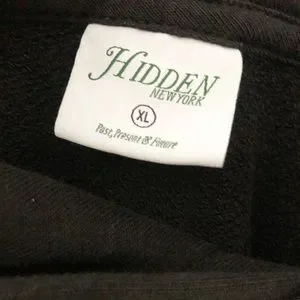 HIDDEN
NEW YORK
XL
Past, Present & Future